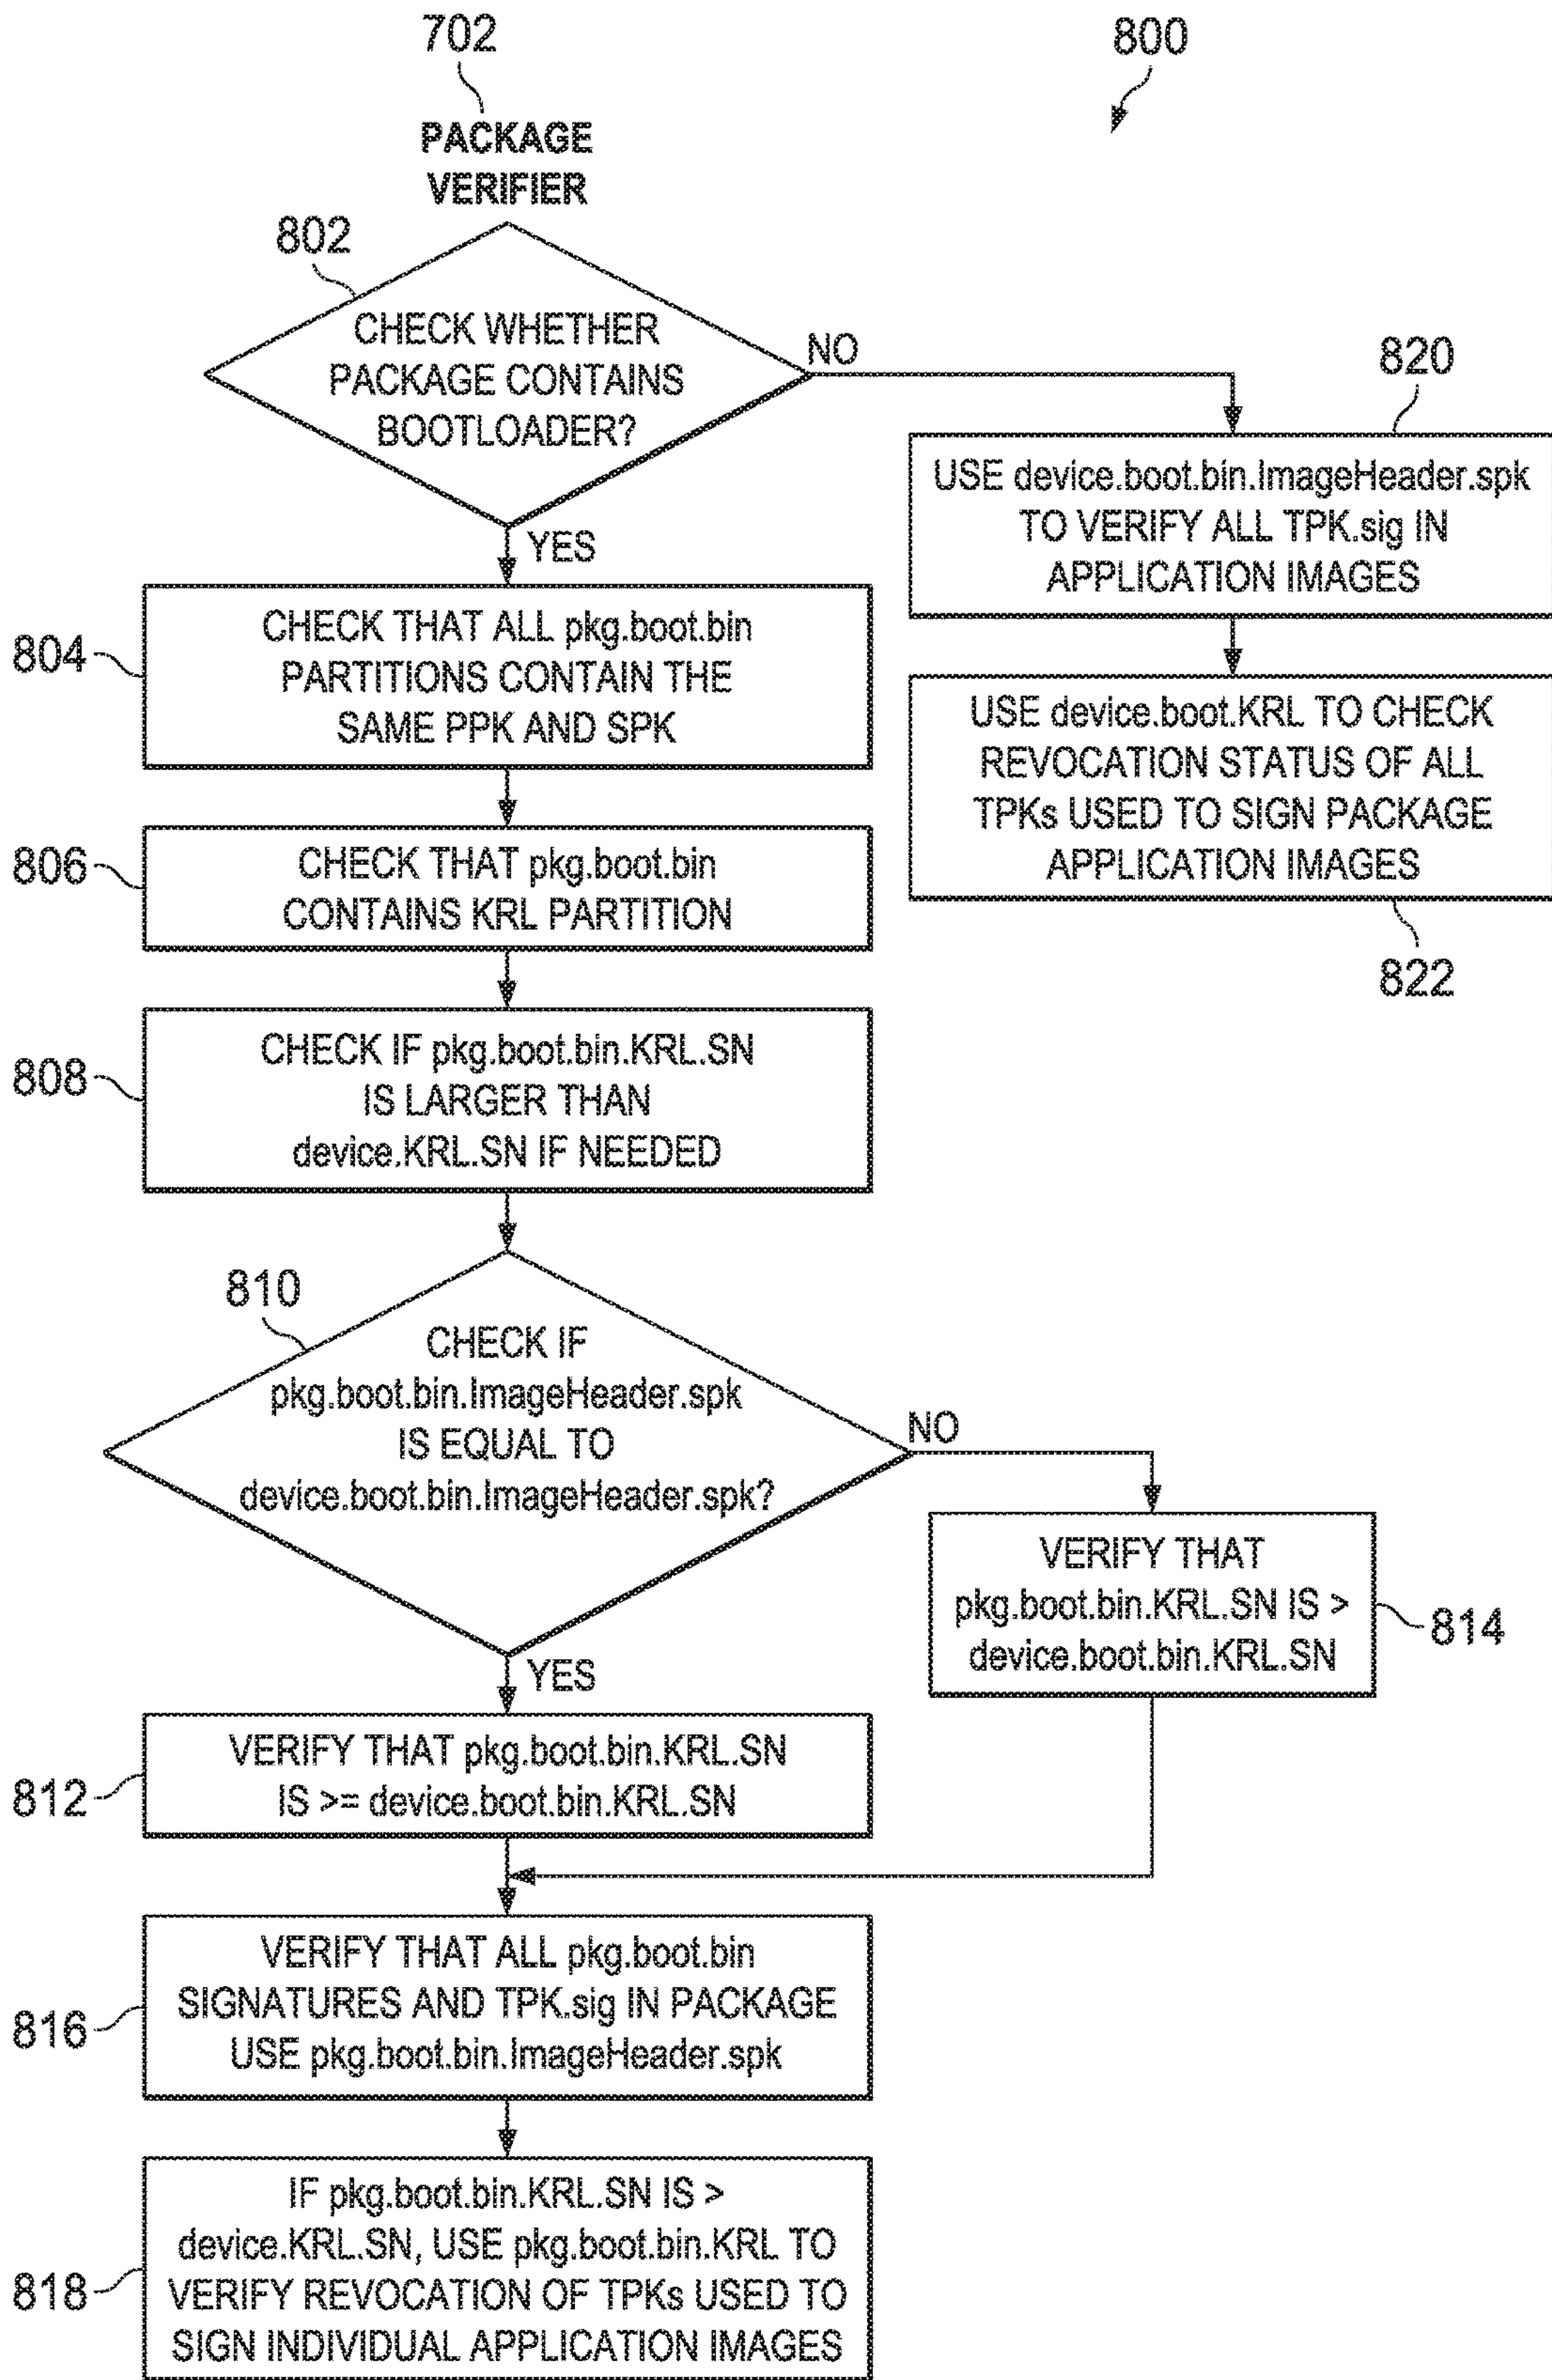 702
800
PACKAGE
VERIFIER
802
CHECK WHETHER
PACKAGE CONTAINS
BOOTLOADER?
NO
YES
820
USE device.boot.bin.ImageHeader.spk
TO VERIFY ALL TPK.sig IN
APPLICATION IMAGES
804
CHECK THAT ALL pkg.boot.bin
PARTITIONS CONTAIN THE
SAME PPK AND SPK
USE device.boot.KRL TO CHECK
REVOCATION STATUS OF ALL
TPKs USED TO SIGN PACKAGE
APPLICATION IMAGES
822
806
CHECK THAT pkg.boot.bin
CONTAINS KRL PARTITION
808
CHECK IF pkg.boot.bin.KRL.SN
IS LARGER THAN
device.KRL.SN IF NEEDED
810
CHECK IF
pkg.boot.bin.ImageHeader.spk
IS EQUAL TO
device.boot.bin.ImageHeader.spk?
NO
YES
VERIFY THAT
pkg.boot.bin.KRL.SN IS >
device.boot.bin.KRL.SN
814
812
VERIFY THAT pkg.boot.bin.KRL.SN
IS >= device.boot.bin.KRL.SN
816
VERIFY THAT ALL pkg.boot.bin
SIGNATURES AND TPK.sig IN PACKAGE
USE pkg.boot.bin.ImageHeader.spk
818
IF pkg.boot.bin.KRL.SN IS >
device.KRL.SN, USE pkg.boot.bin.KRL TO
VERIFY REVOCATION OF TPKs USED TO
SIGN INDIVIDUAL APPLICATION IMAGES